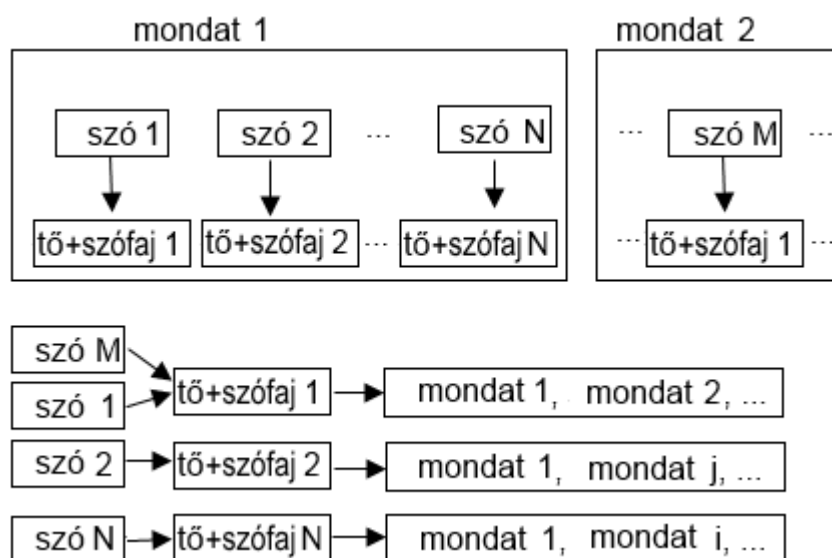 mondat 1 mondat 2
szó 1 szó 2 ... szó N ... szó M ...
tő+szófaj 1 tő+szófaj 2 ... tő+szófaj N ... tő+szófaj 1 ...
szó M
szó 1 tő+szófaj 1 mondat 1, mondat 2, ...
szó 2 tő+szófaj 2 mondat 1, mondat j, ...
szó N tő+szófaj N mondat 1, mondat i, ...